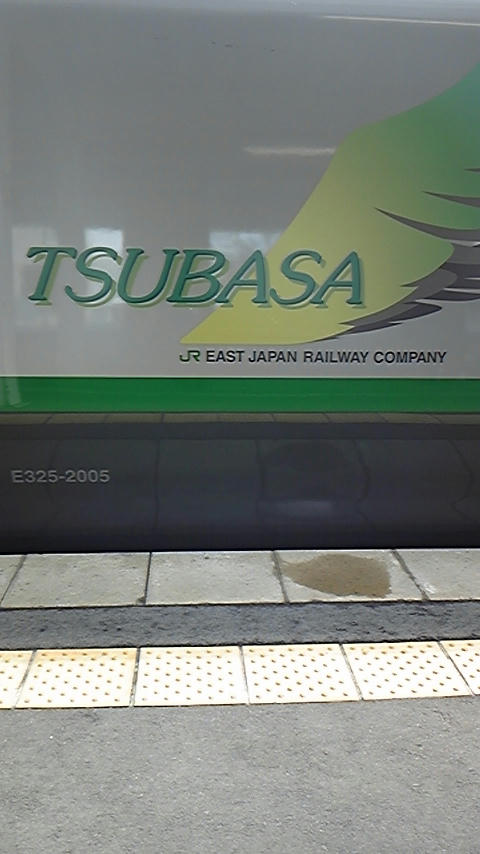 TSUBASA
JR EAST JAPAN RAILWAY COMPANY
E325-2005